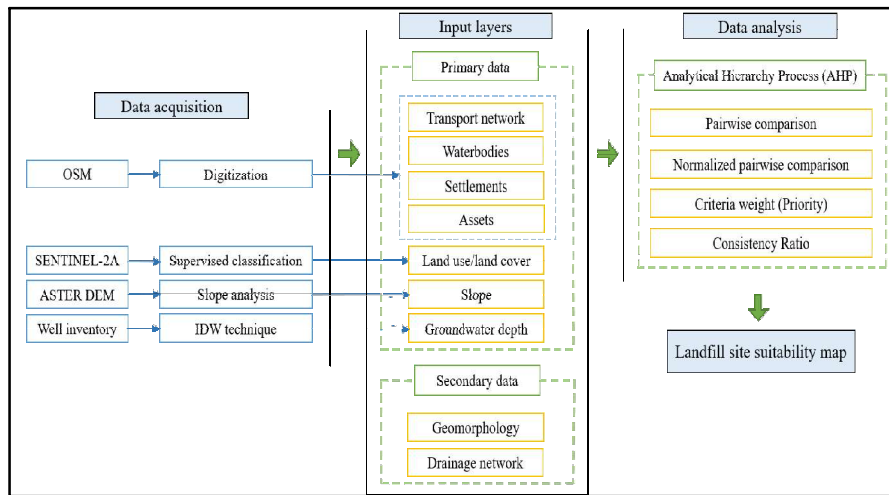 Data acquisition
OSM
Digitization
SENTINEL-2A
Supervised classification
ASTER DEM
Slope analysis
Well inventory
IDW technique
Input layers
Primary data
Transport network
Waterbodies
Settlements
Assets
Land use/land cover
Slope
Groundwater depth
Secondary data
Geomorphology
Drainage network
Data analysis
Analytical Hierarchy Process (AHP)
Pairwise comparison
Normalized pairwise comparison
Criteria weight (Priority)
Consistency Ratio
Landfill site suitability map